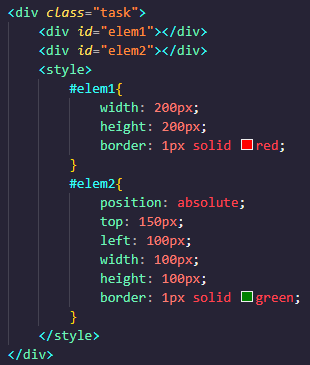 <div class="task">
    <div id="elem1"></div>
    <div id="elem2"></div>
    <style>
        #elem1{
            width: 200px;
            height: 200px;
            border: 1px solid red;
        }
        #elem2{
            position: absolute;
            top: 150px;
            left: 100px;
            width: 100px;
            height: 100px;
            border: 1px solid green;
        }
    </style>
</div>